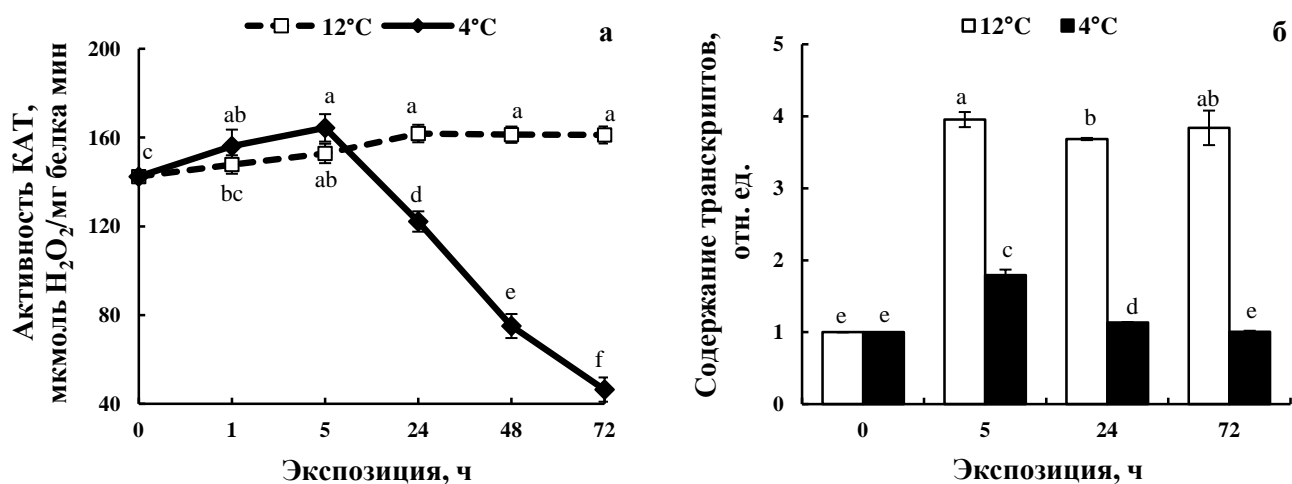 12°C 4°C а
Активность КАТ,
мкмоль H₂O₂/мг белка мин
200
160
120
80
40
c
ab
a
a
a
a
bc
ab
d
e
f
0 1 5 24 48 72
Экспозиция, ч
12°C 4°C б
Содержание транскриптов,
отн. ед.
5
4
3
2
1
0
e e
a
c
b
d
ab
e
0 5 24 72
Экспозиция, ч